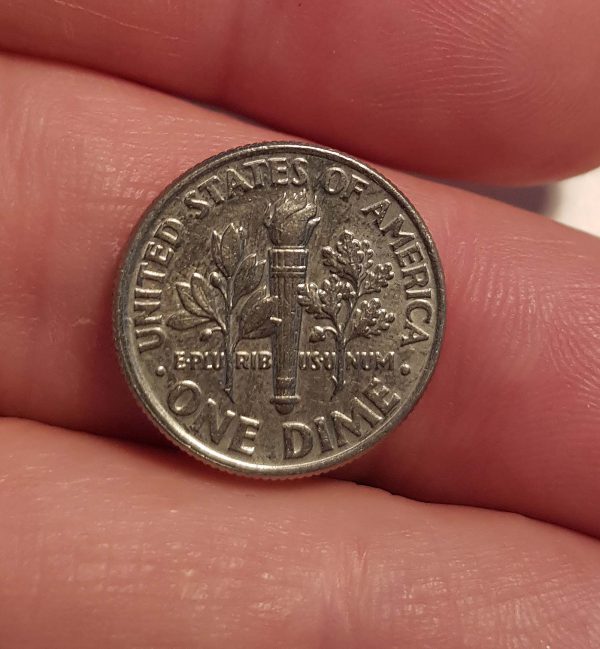 UNITED·STATES OF AMERICA
E·PLURIBUS·UNUM
· ONE DIME ·